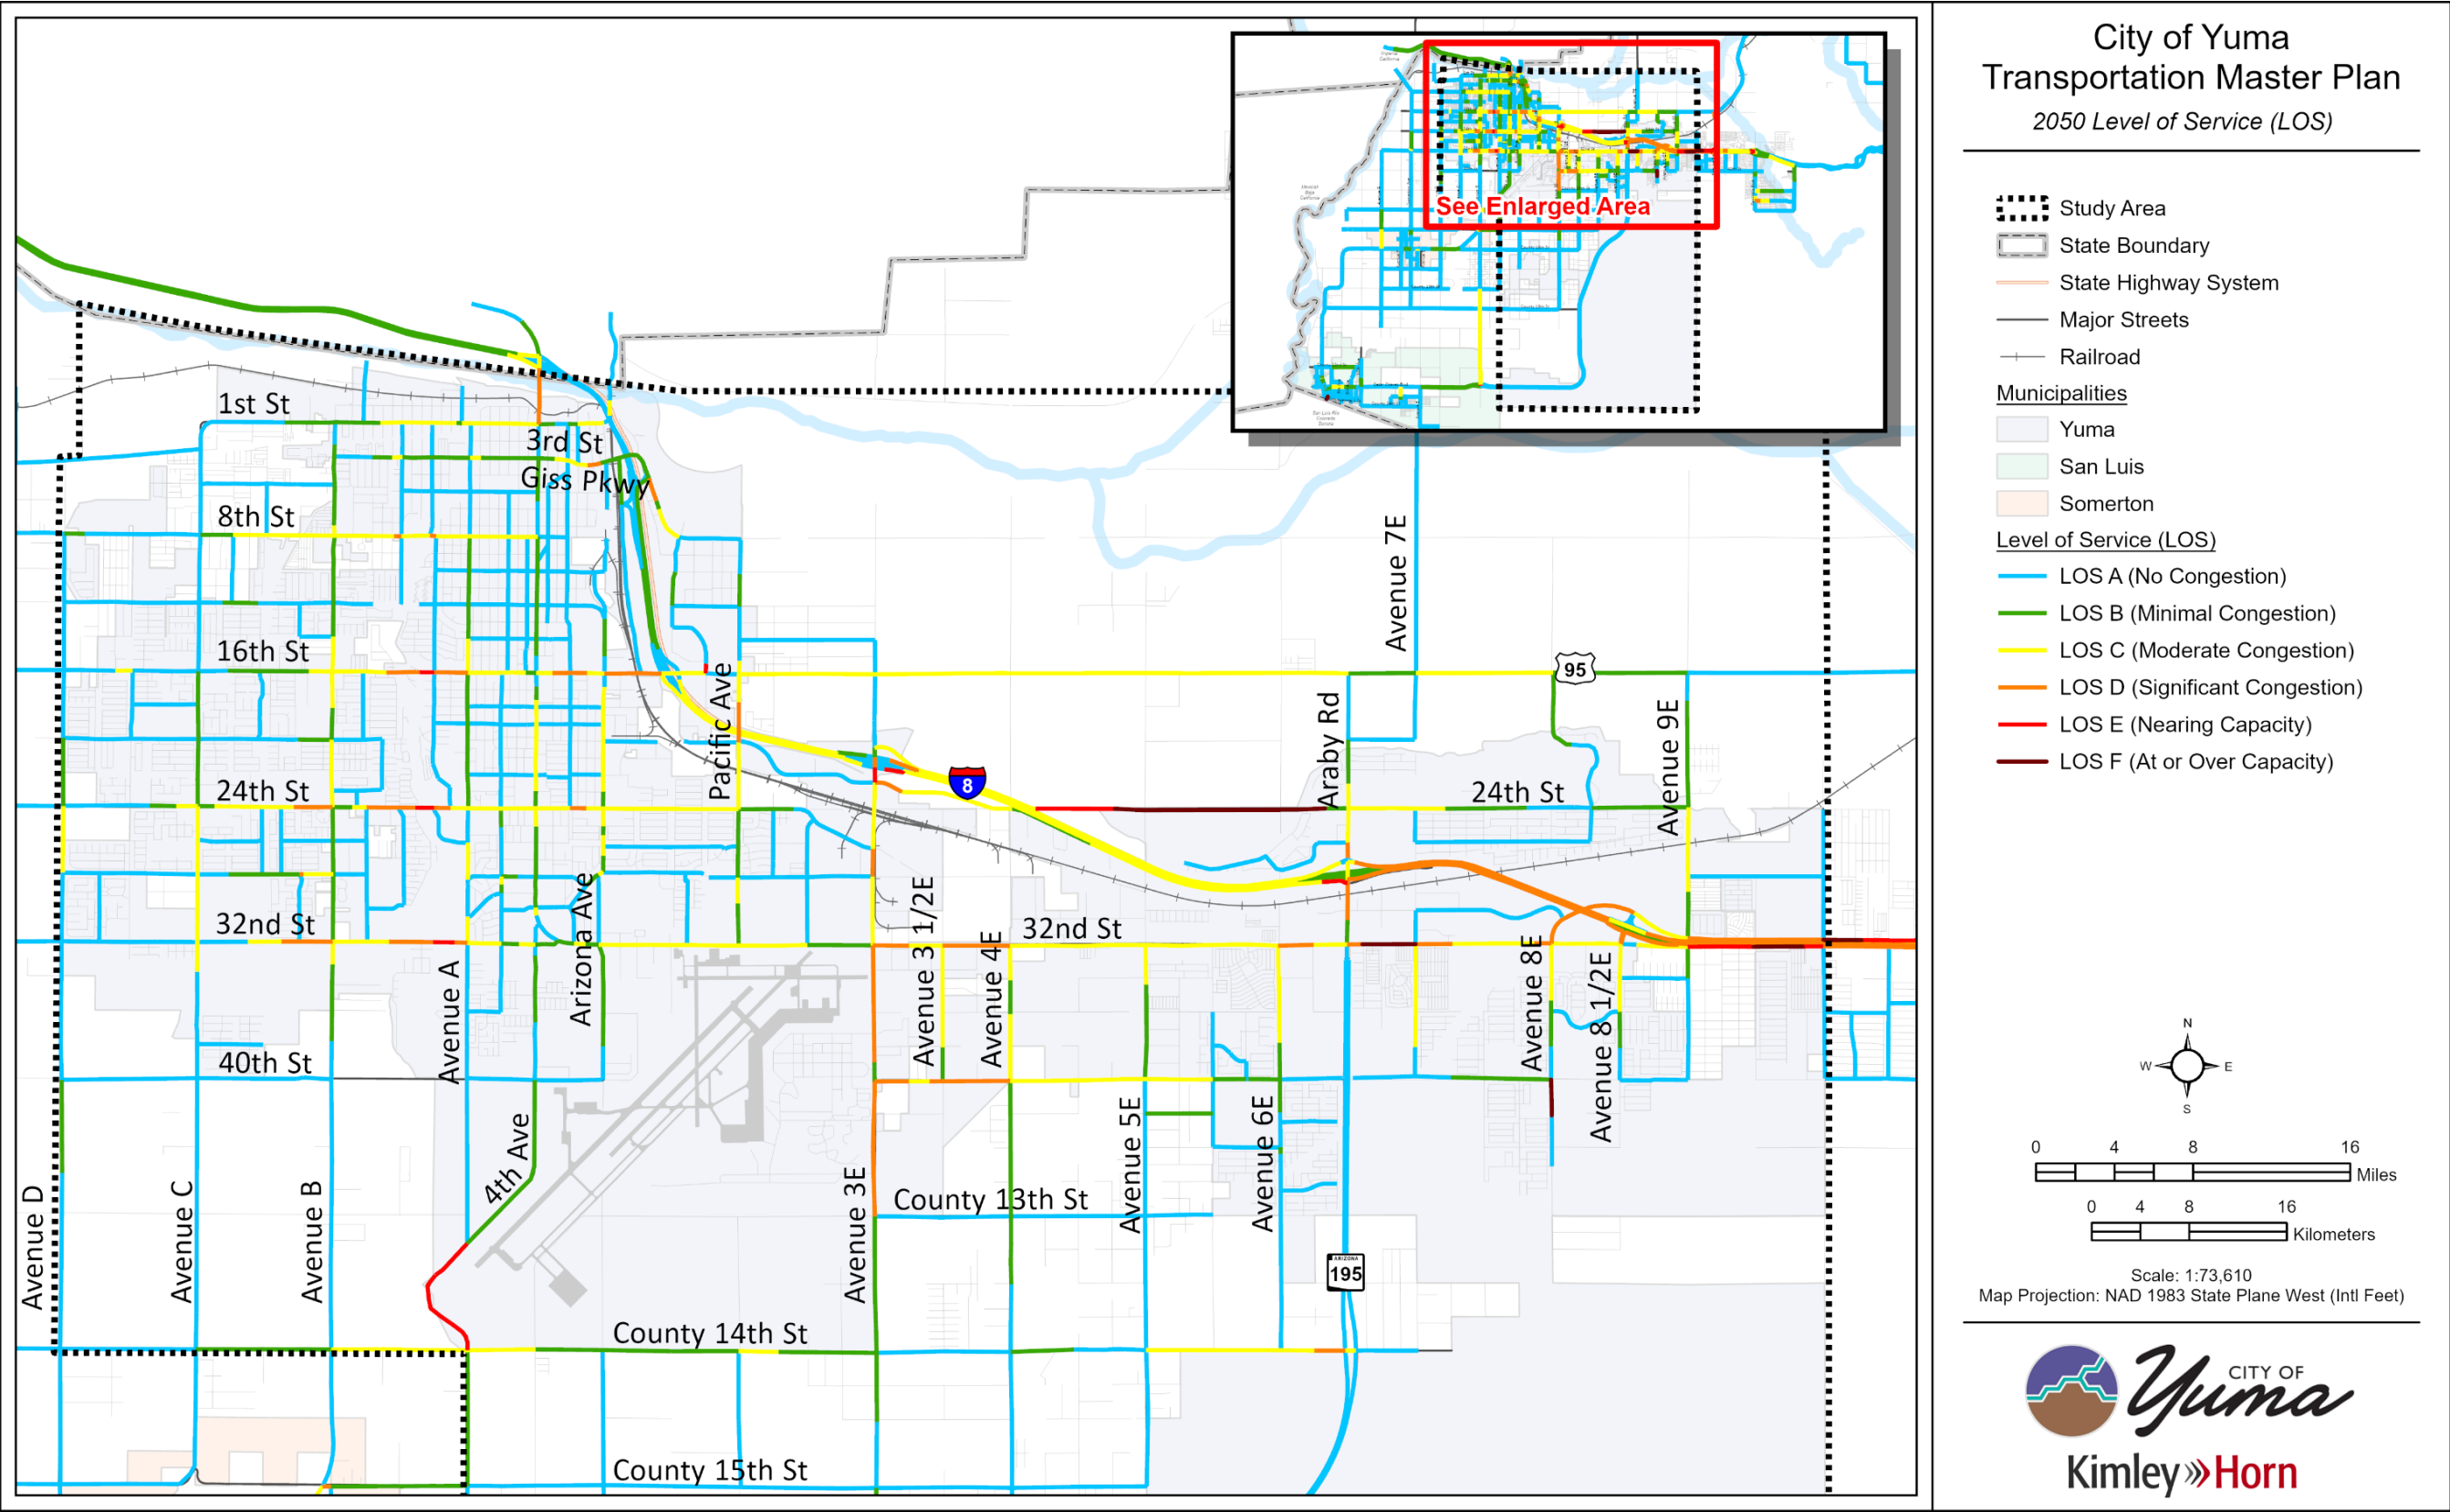 City of Yuma
Transportation Master Plan
2050 Level of Service (LOS)
Study Area
State Boundary
State Highway System
Major Streets
Railroad
Municipalities
Yuma
San Luis
Somerton
Level of Service (LOS)
LOS A (No Congestion)
LOS B (Minimal Congestion)
LOS C (Moderate Congestion)
LOS D (Significant Congestion)
LOS E (Nearing Capacity)
LOS F (At or Over Capacity)
N
W E
S
0 4 8 16
Miles
0 4 8 16
Kilometers
Scale: 1:73,610
Map Projection: NAD 1983 State Plane West (Intl Feet)
CITY OF
Yuma
Kimley»Horn
See Enlarged Area
1st St
3rd St
Giss Pkwy
8th St
16th St
24th St
32nd St
40th St
Avenue D
Avenue C
Avenue B
Avenue A
4th Ave
Arizona Ave
Pacific Ave
Avenue 3E
Avenue 3 1/2E
Avenue 4E
Avenue 5E
Avenue 6E
Araby Rd
Avenue 7E
Avenue 8E
Avenue 8 1/2E
Avenue 9E
95
8
24th St
32nd St
ARIZONA
195
County 13th St
County 14th St
County 15th St